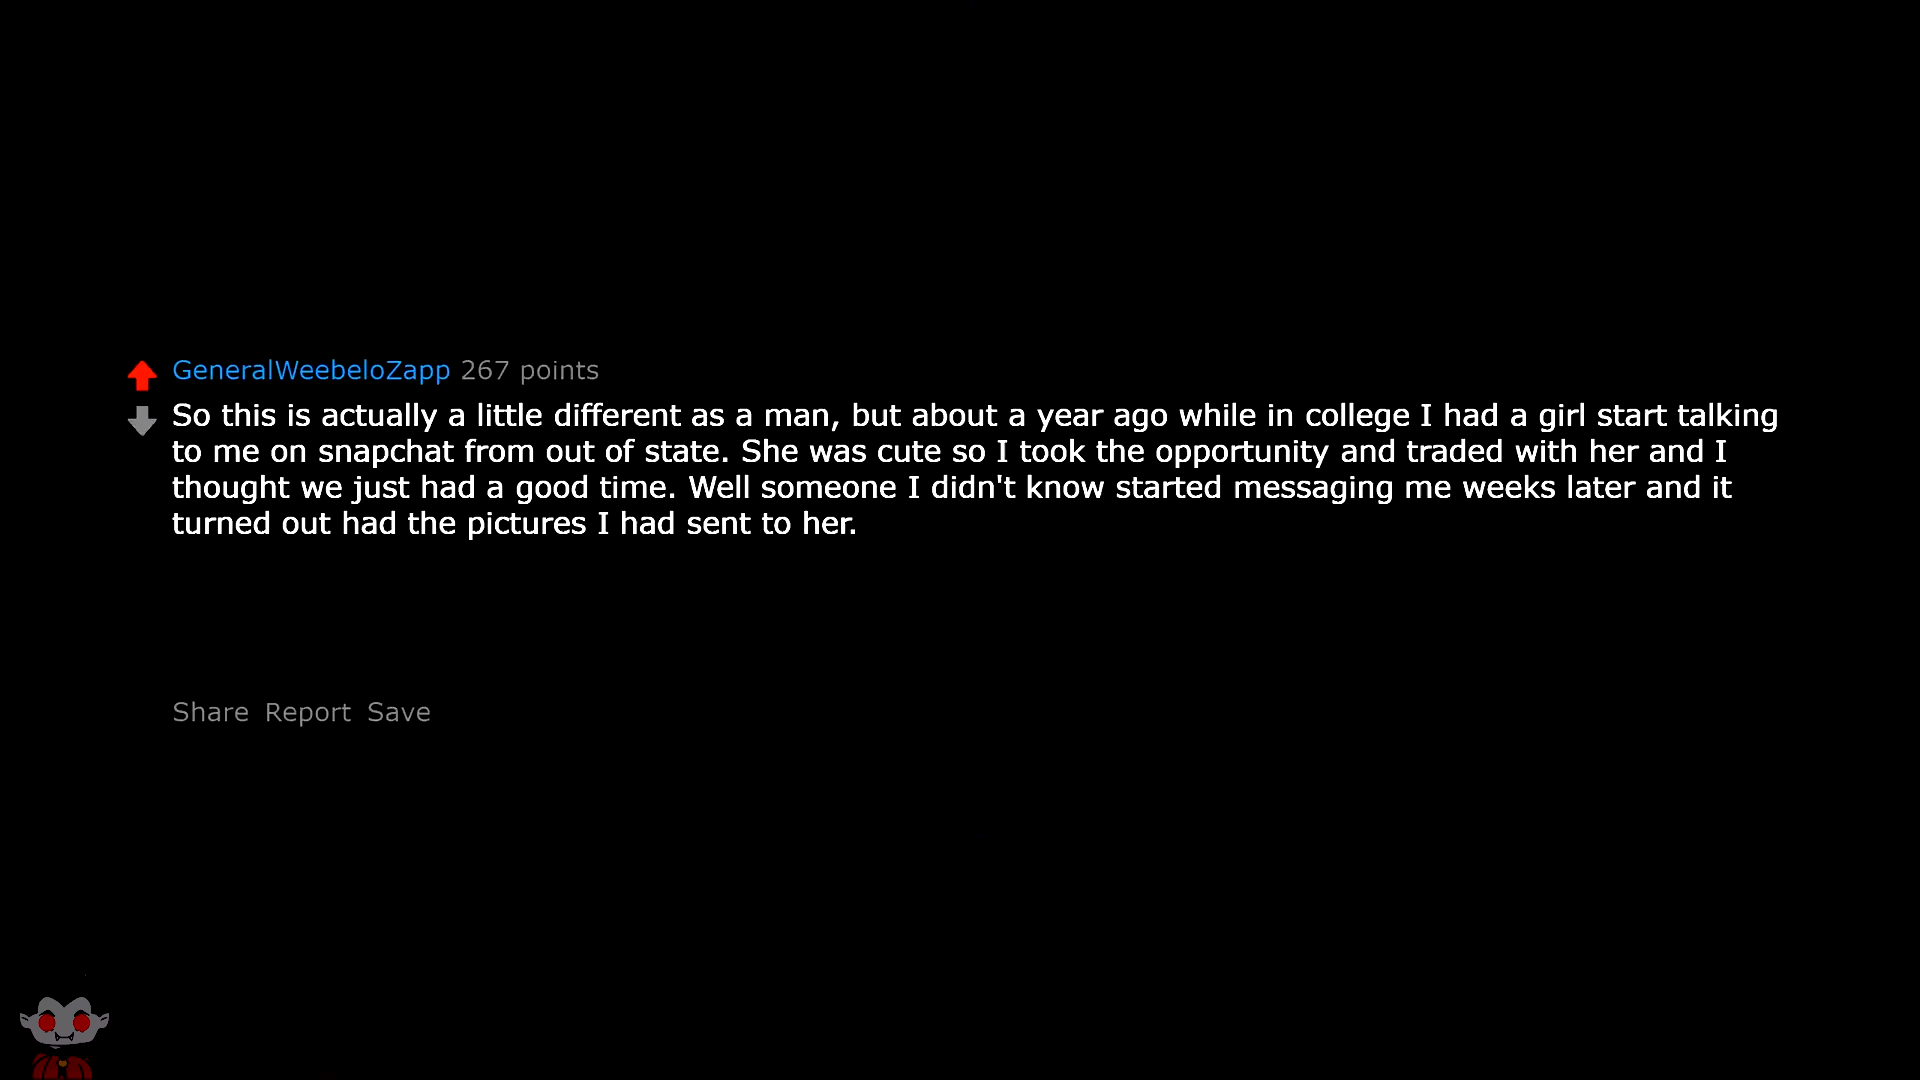 GeneralWeebeloZapp 267 points
So this is actually a little different as a man, but about a year ago while in college I had a girl start talking
to me on snapchat from out of state. She was cute so I took the opportunity and traded with her and I
thought we just had a good time. Well someone I didn't know started messaging me weeks later and it
turned out had the pictures I had sent to her.
Share Report Save